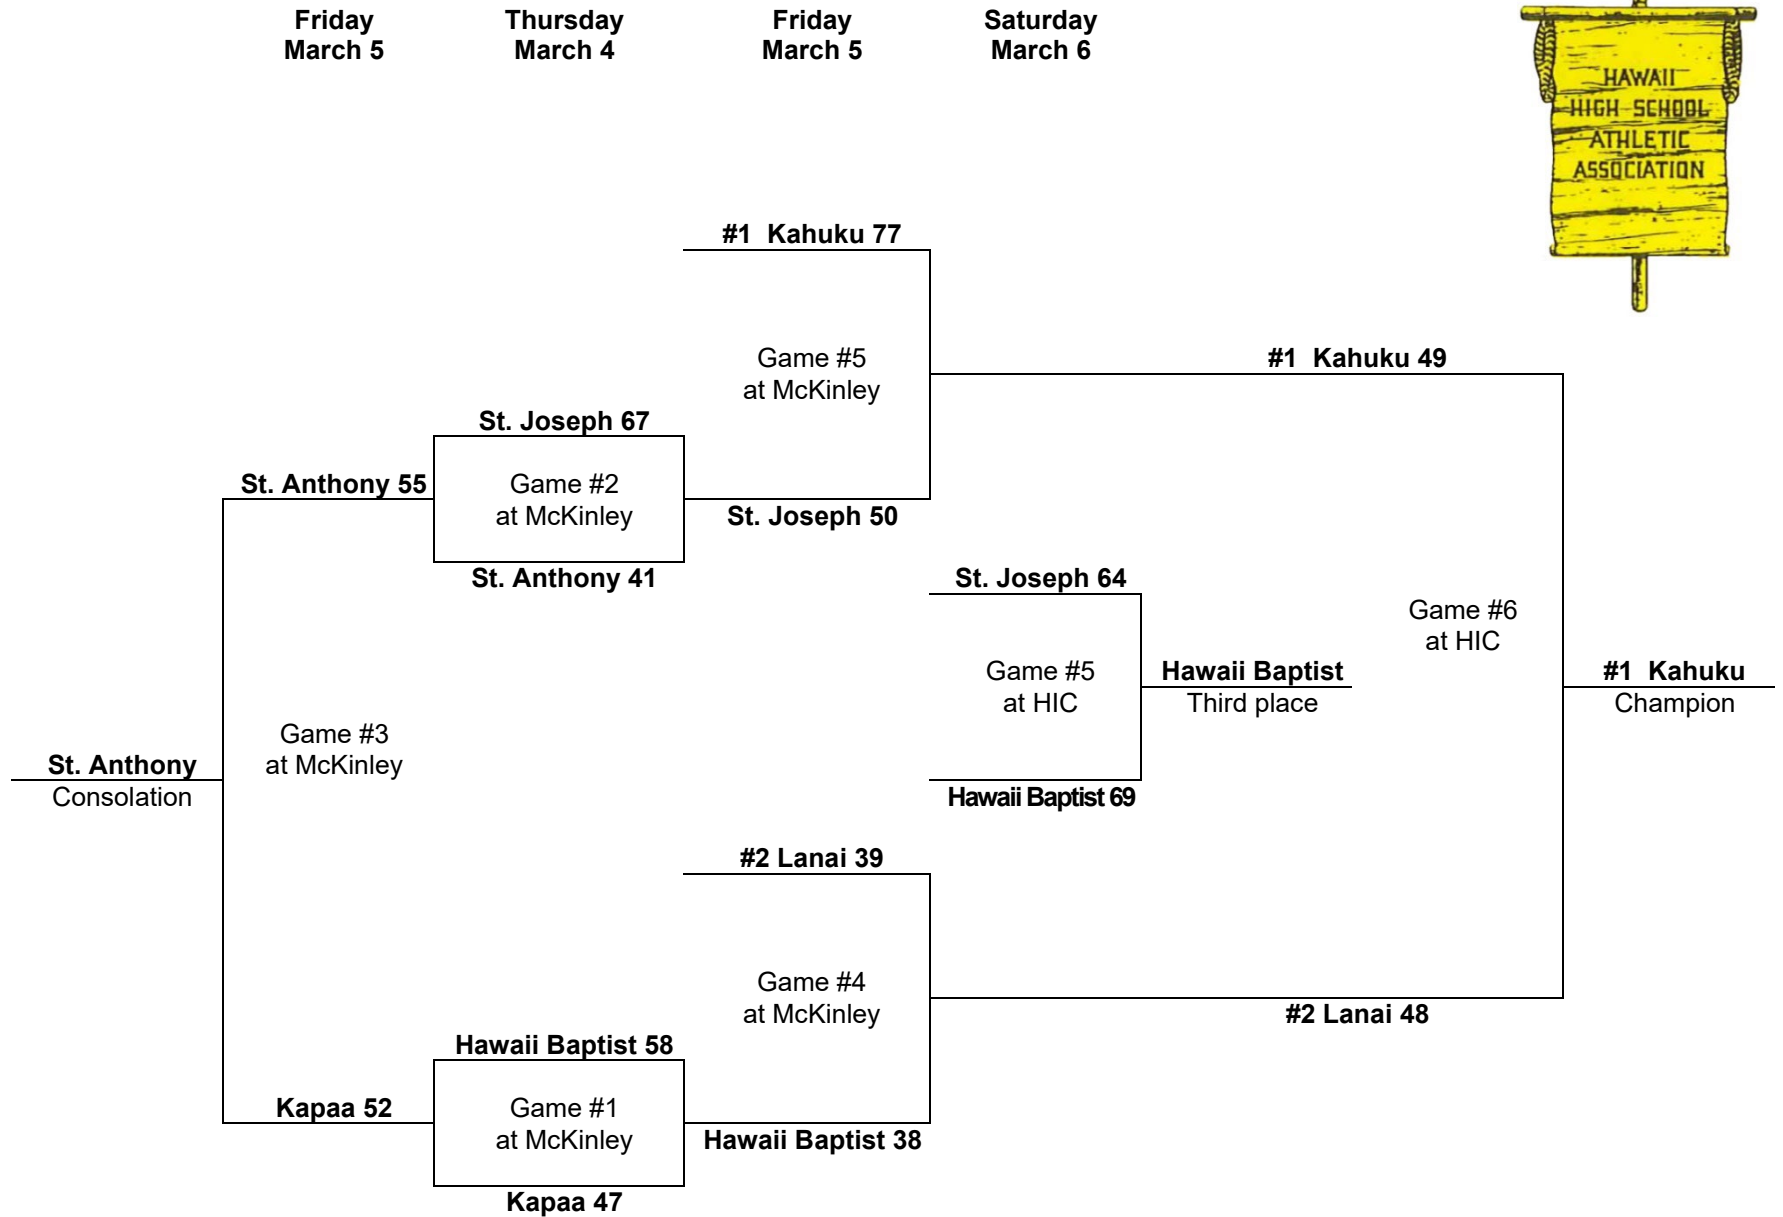 Friday
March 5
Thursday
March 4
Friday
March 5
Saturday
March 6
HAWAII
HIGH SCHOOL
ATHLETIC
ASSOCIATION
#1 Kahuku 77
Game #5
at McKinley
#1 Kahuku 49
St. Joseph 67
St. Anthony 55
Game #2
at McKinley
St. Joseph 50
St. Anthony 41
St. Joseph 64
Game #6
at HIC
Game #5
at HIC
Hawaii Baptist
Third place
#1 Kahuku
Champion
Game #3
at McKinley
St. Anthony
Consolation
Hawaii Baptist 69
#2 Lanai 39
Game #4
at McKinley
#2 Lanai 48
Hawaii Baptist 58
Kapaa 52
Game #1
at McKinley
Hawaii Baptist 38
Kapaa 47